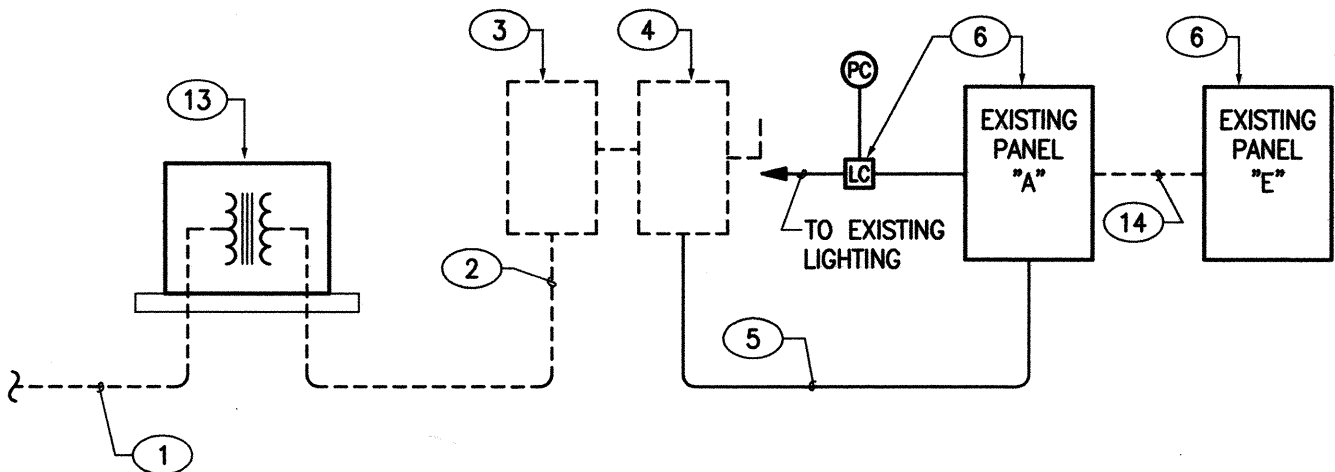 3
4
6
6
PC
13
EXISTING
PANEL
"A"
EXISTING
PANEL
"E"
LC
14
TO EXISTING
LIGHTING
2
5
1